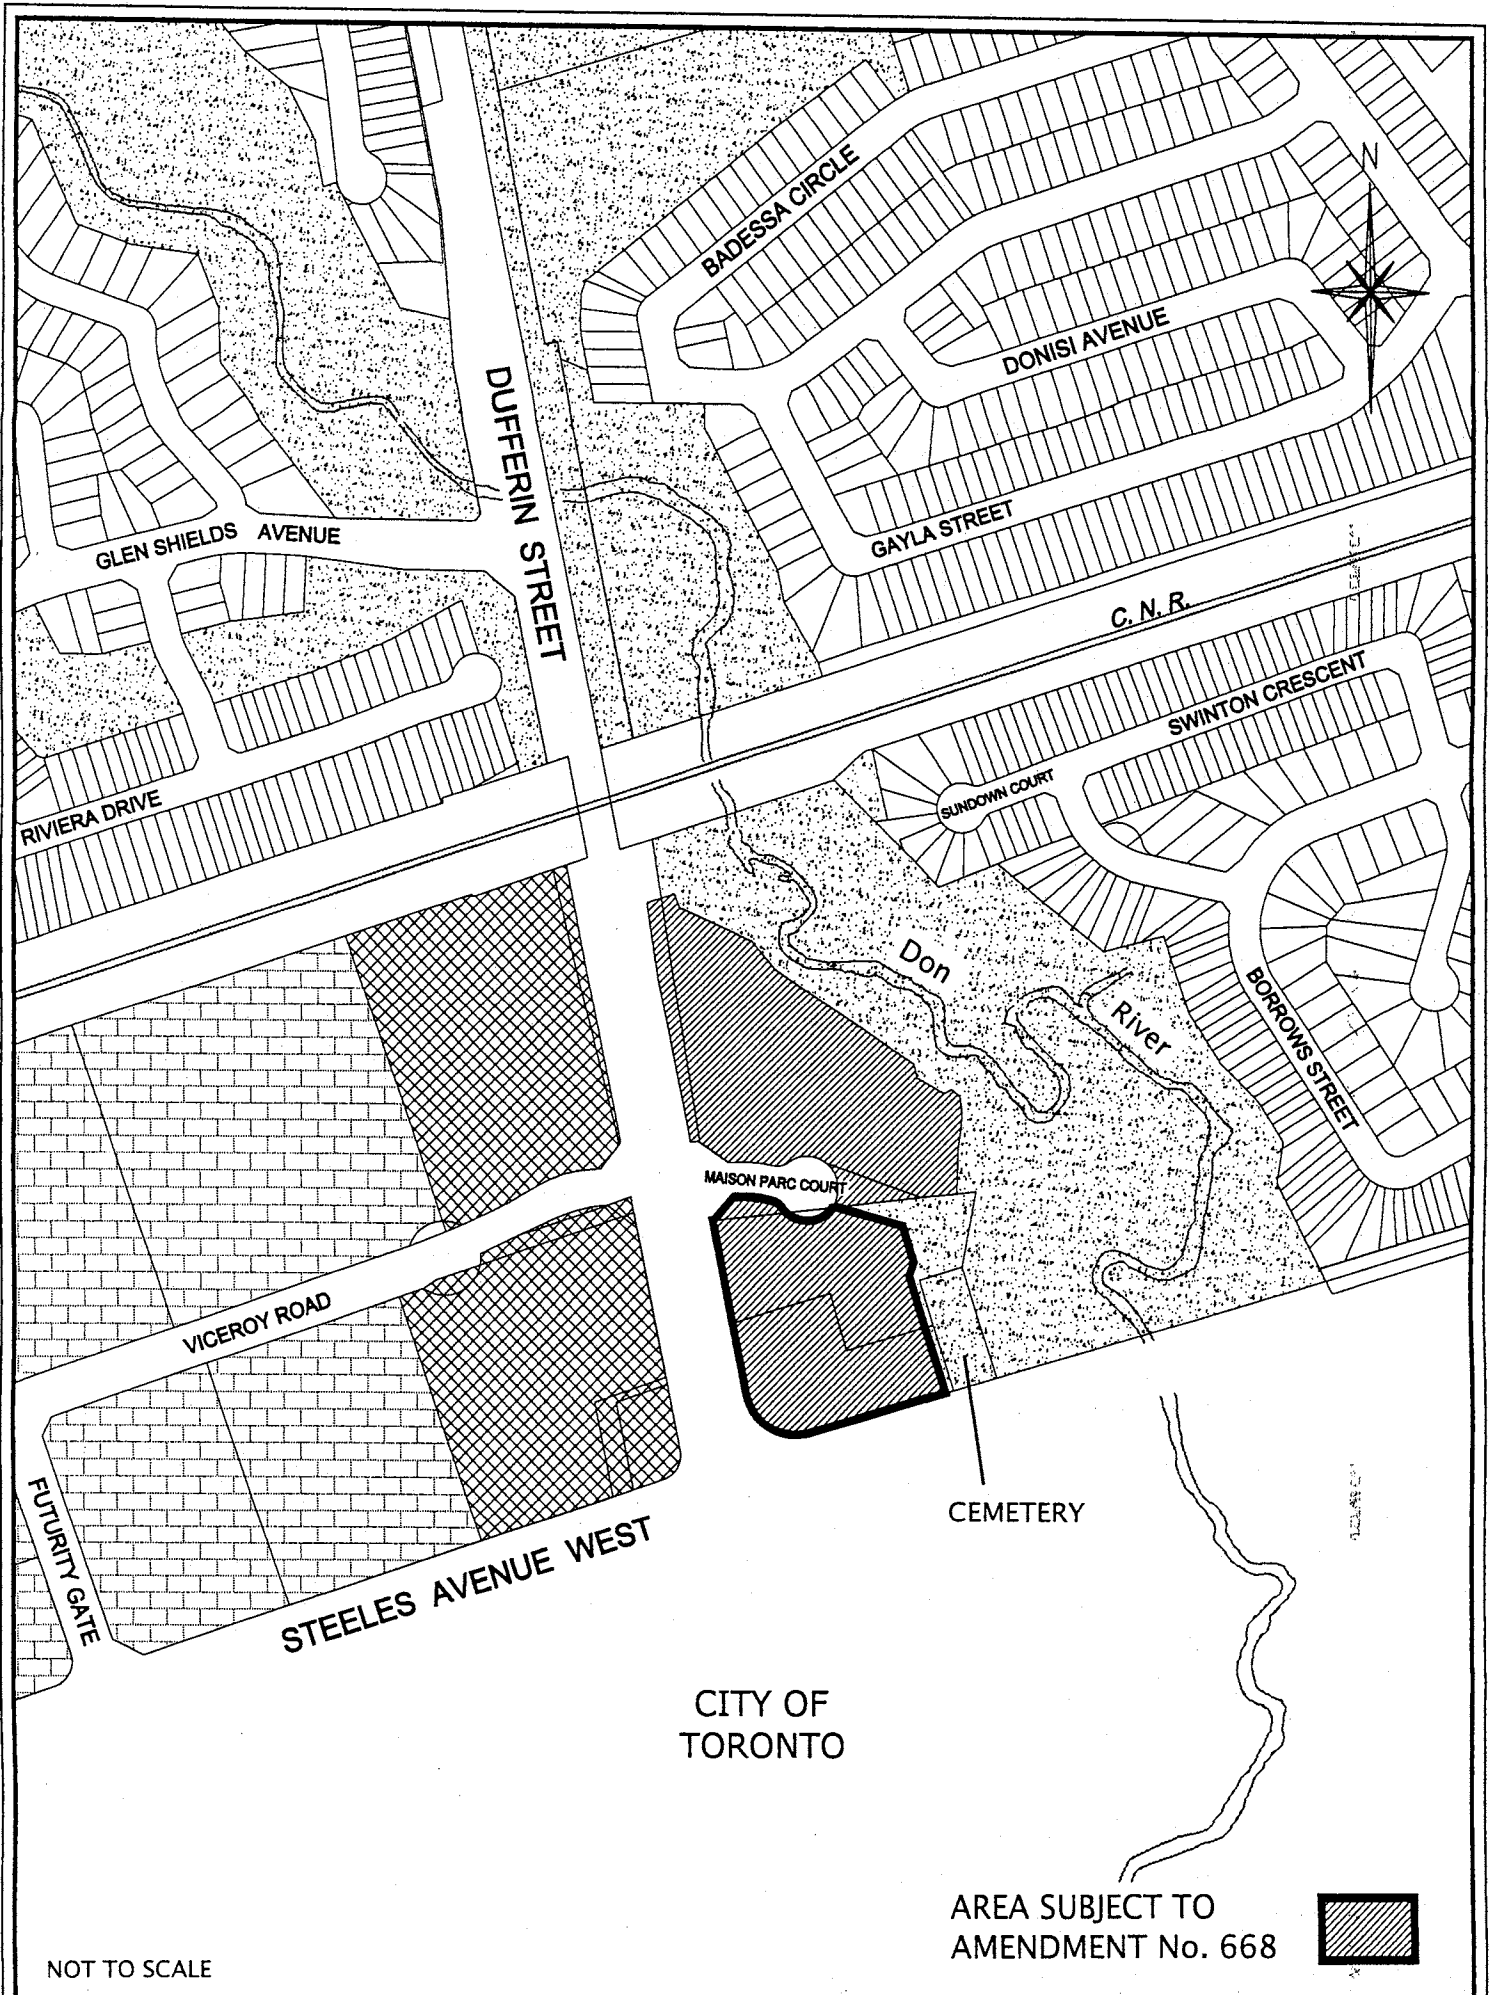 N
BADESSA CIRCLE
DONISI AVENUE
DUFFERIN STREET
GAYLA STREET
GLEN SHIELDS AVENUE
C. N. R.
SWINTON CRESCENT
SUNDOWN COURT
RIVIERA DRIVE
Don
River
BORROWS STREET
MAISON PARC COURT
VICEROY ROAD
FUTURITY GATE
CEMETERY
STEELES AVENUE WEST
CITY OF
TORONTO
AREA SUBJECT TO
AMENDMENT No. 668
NOT TO SCALE